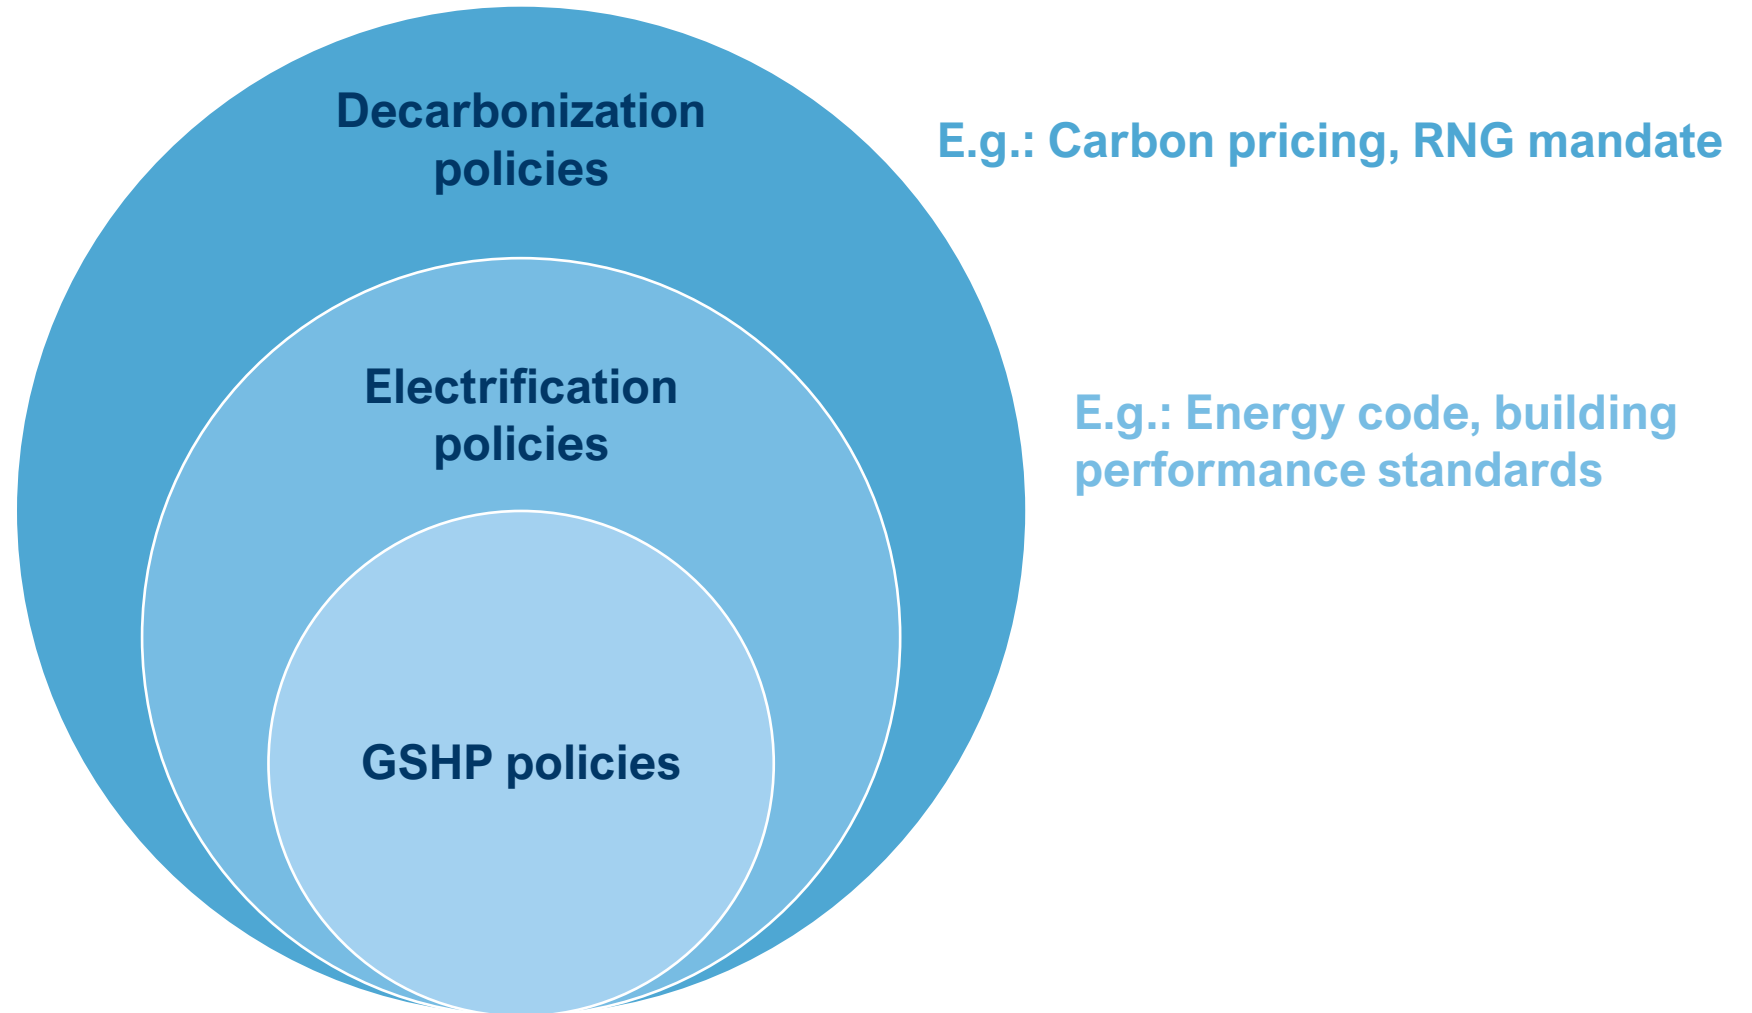 Decarbonization
policies
E.g.: Carbon pricing, RNG mandate
Electrification
policies
E.g.: Energy code, building
performance standards
GSHP policies